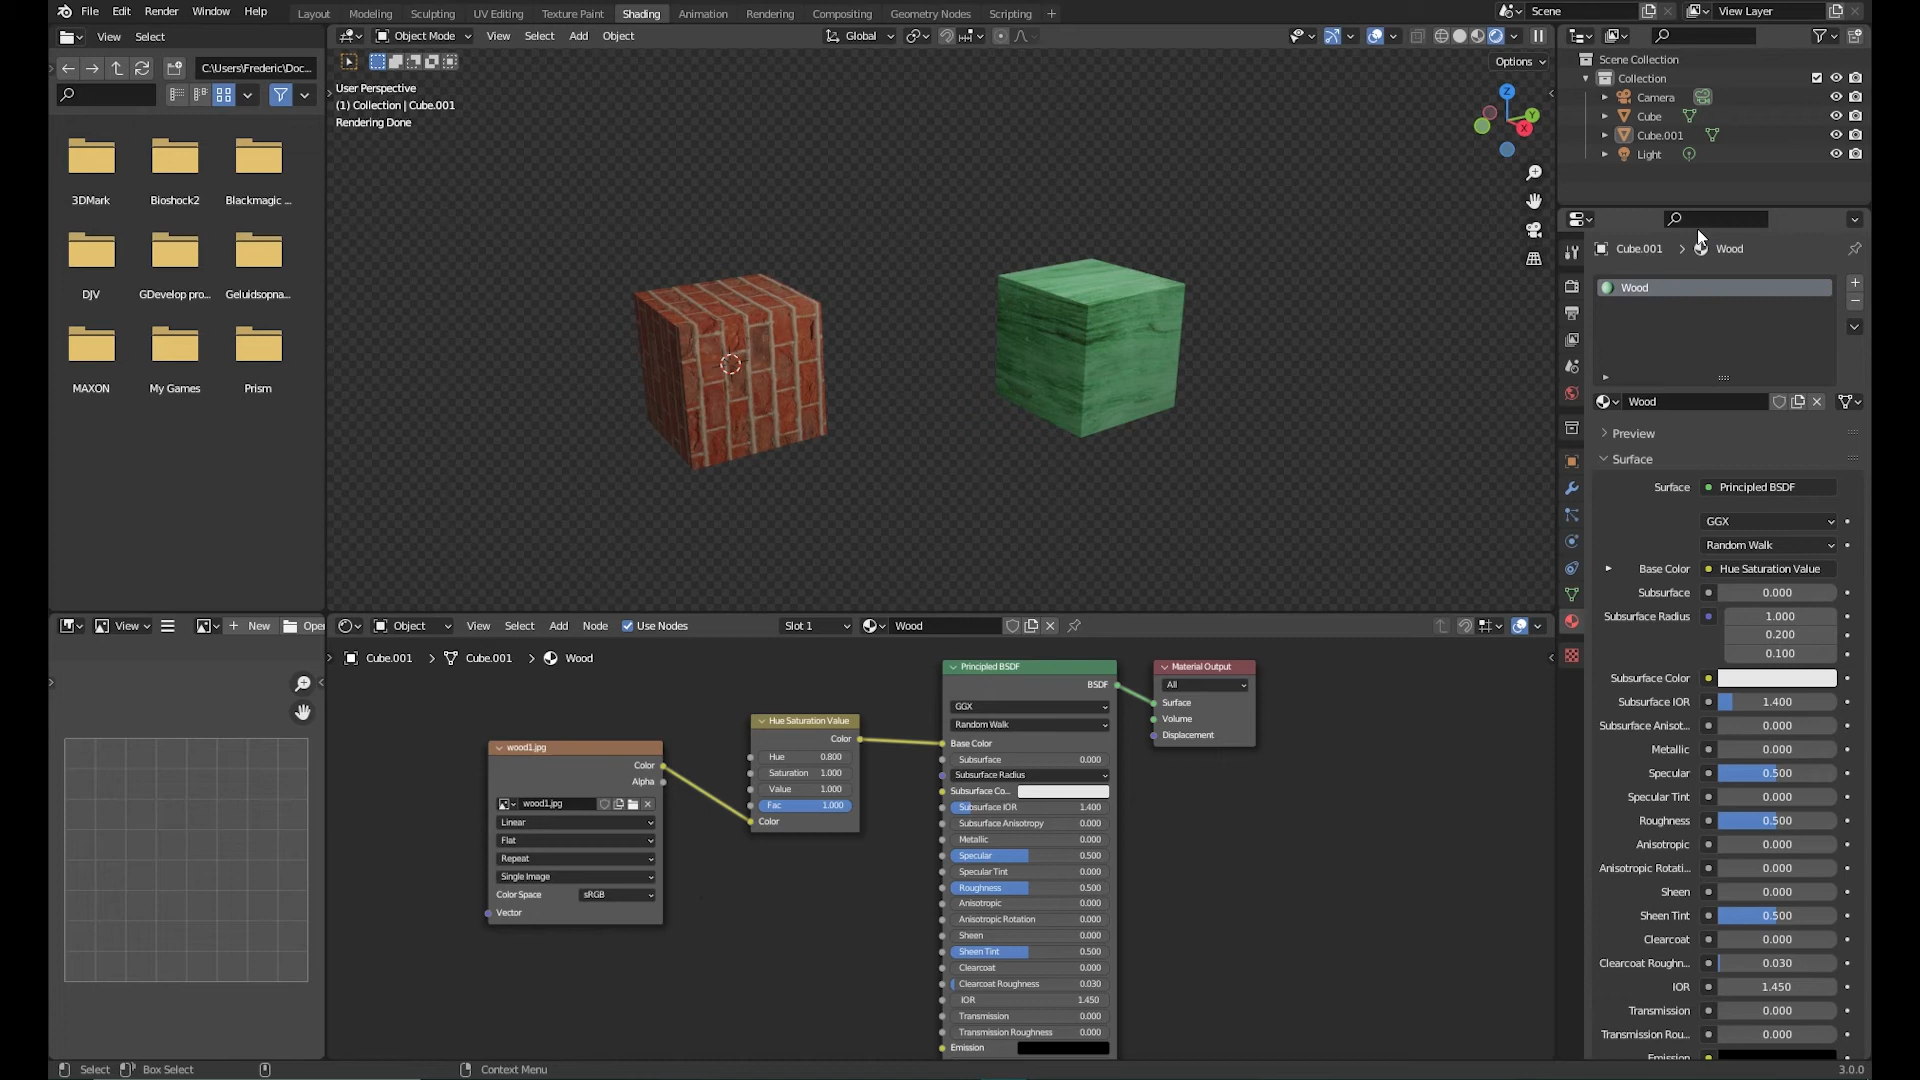 File Edit Render Window Help
Layout Modeling Sculpting UV Editing Texture Paint Shading Animation Rendering Compositing Geometry Nodes Scripting +
Scene
View Layer
View Select
C:\Users\Frederic\Doc...
3DMark Bioshock2 Blackmagic ...
DJV GDevelop pro... Geluidsopna...
MAXON My Games Prism
Object Mode View Select Add Object
Global
Options
User Perspective
(1) Collection | Cube.001
Rendering Done
Z
Y
X
Scene Collection
Collection
Camera
Cube
Cube.001
Light
Cube.001 > Wood
Wood
Wood
Preview
Surface
Surface Principled BSDF
GGX
Random Walk
Base Color Hue Saturation Value
Subsurface 0.000
Subsurface Radius 1.000
0.200
0.100
Subsurface Color
Subsurface IOR 1.400
Subsurface Anisot... 0.000
Metallic 0.000
Specular 0.500
Specular Tint 0.000
Roughness 0.500
Anisotropic 0.000
Anisotropic Rotati... 0.000
Sheen 0.000
Sheen Tint 0.500
Clearcoat 0.000
Clearcoat Roughn... 0.030
IOR 1.450
Transmission 0.000
Transmission Rou... 0.000
Emission
View
+ New
Open
Object View Select Add Node Use Nodes
Slot 1
Wood
Cube.001 > Cube.001 > Wood
wood1.jpg
Color
Alpha
wood1.jpg
Linear
Flat
Repeat
Single Image
Color Space sRGB
Vector
Hue Saturation Value
Color
Hue 0.800
Saturation 1.000
Value 1.000
Fac 1.000
Color
Principled BSDF
BSDF
GGX
Random Walk
Base Color
Subsurface 0.000
Subsurface Radius
Subsurface Co...
Subsurface IOR 1.400
Subsurface Anisotropy 0.000
Metallic 0.000
Specular 0.500
Specular Tint 0.000
Roughness 0.500
Anisotropic 0.000
Anisotropic Rotation 0.000
Sheen 0.000
Sheen Tint 0.500
Clearcoat 0.000
Clearcoat Roughness 0.030
IOR 1.450
Transmission 0.000
Transmission Roughness 0.000
Emission
Material Output
All
Surface
Volume
Displacement
Select Box Select Context Menu
3.0.0